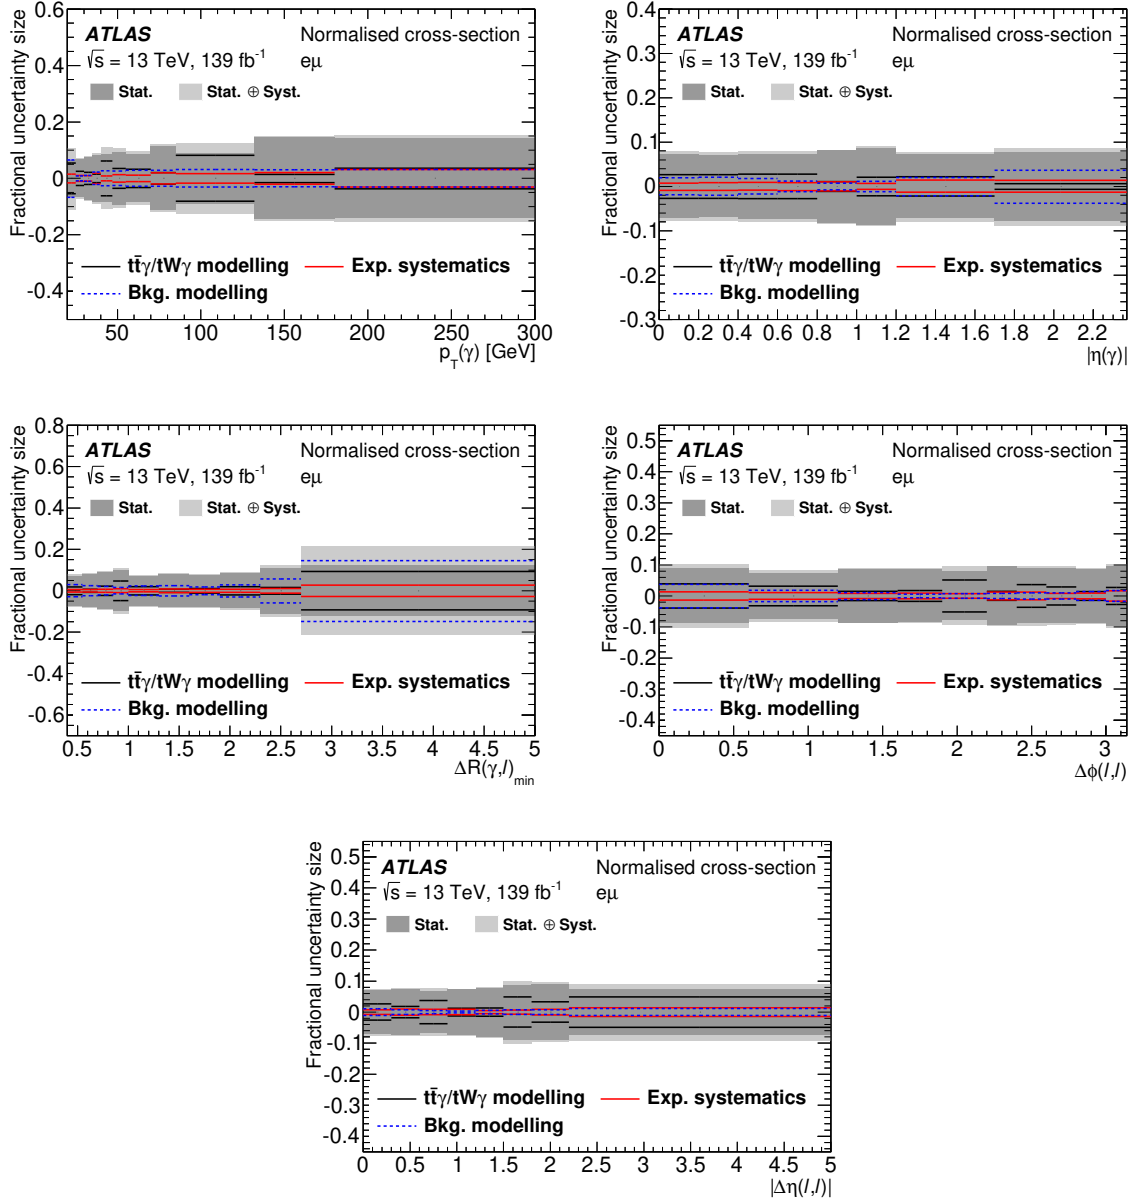 Fractional uncertainty size
0.6
0.4
0.2
0
-0.2
-0.4
ATLAS
Normalised cross-section
√s = 13 TeV, 139 fb⁻¹
eμ
Stat.
Stat. ⊕ Syst.
tt̄γ/tWγ modelling
Exp. systematics
Bkg. modelling
50 100 150 200 250 300
p_T(γ) [GeV]
Fractional uncertainty size
0.4
0.3
0.2
0.1
0
-0.1
-0.2
-0.3
ATLAS
Normalised cross-section
√s = 13 TeV, 139 fb⁻¹
eμ
Stat.
Stat. ⊕ Syst.
tt̄γ/tWγ modelling
Exp. systematics
Bkg. modelling
0 0.2 0.4 0.6 0.8 1 1.2 1.4 1.6 1.8 2 2.2
|η(γ)|
Fractional uncertainty size
0.8
0.6
0.4
0.2
0
-0.2
-0.4
-0.6
ATLAS
Normalised cross-section
√s = 13 TeV, 139 fb⁻¹
eμ
Stat.
Stat. ⊕ Syst.
tt̄γ/tWγ modelling
Exp. systematics
Bkg. modelling
0.5 1 1.5 2 2.5 3 3.5 4 4.5 5
ΔR(γ,l)_min
Fractional uncertainty size
0.5
0.4
0.3
0.2
0.1
0
-0.1
-0.2
-0.3
-0.4
ATLAS
Normalised cross-section
√s = 13 TeV, 139 fb⁻¹
eμ
Stat.
Stat. ⊕ Syst.
tt̄γ/tWγ modelling
Exp. systematics
Bkg. modelling
0 0.5 1 1.5 2 2.5 3
Δϕ(l,l)
Fractional uncertainty size
0.5
0.4
0.3
0.2
0.1
0
-0.1
-0.2
-0.3
-0.4
ATLAS
Normalised cross-section
√s = 13 TeV, 139 fb⁻¹
eμ
Stat.
Stat. ⊕ Syst.
tt̄γ/tWγ modelling
Exp. systematics
Bkg. modelling
0 0.5 1 1.5 2 2.5 3 3.5 4 4.5 5
|Δη(l,l)|